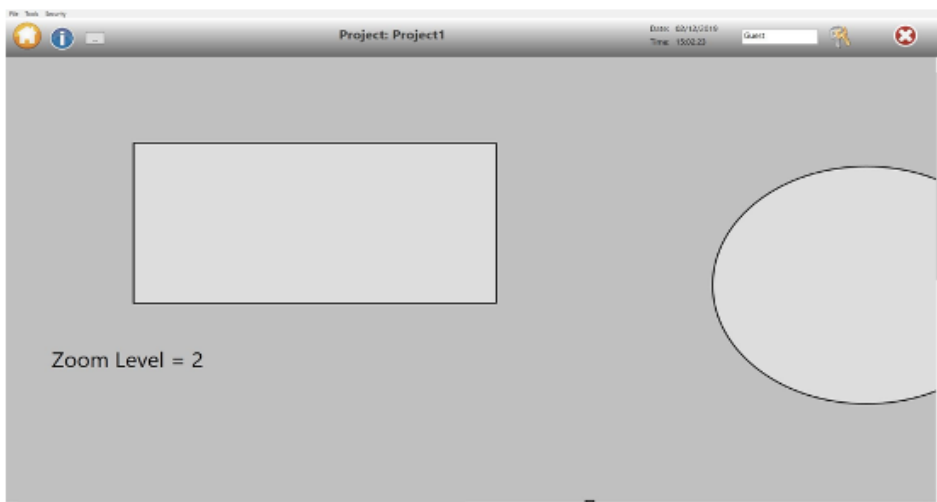 File Tools Security
Project: Project1
Date: 02/12/2019
Time: 15:02:23
Guest
Zoom Level = 2